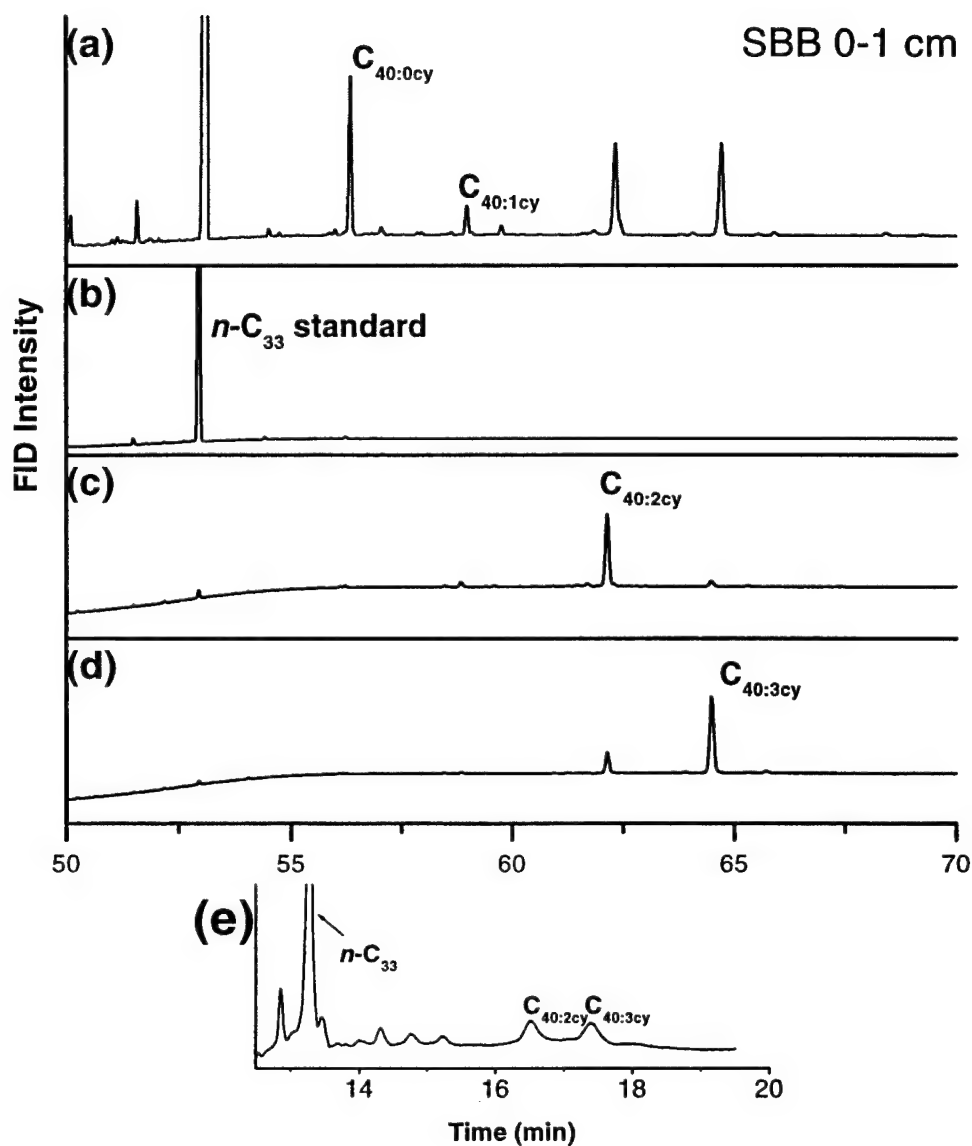 (a)
C40:0cy
SBB 0-1 cm
C40:1cy
(b)
n-C33 standard
FID Intensity
(c)
C40:2cy
(d)
C40:3cy
50 55 60 65 70
(e)
n-C33
C40:2cy C40:3cy
14 16 18 20
Time (min)